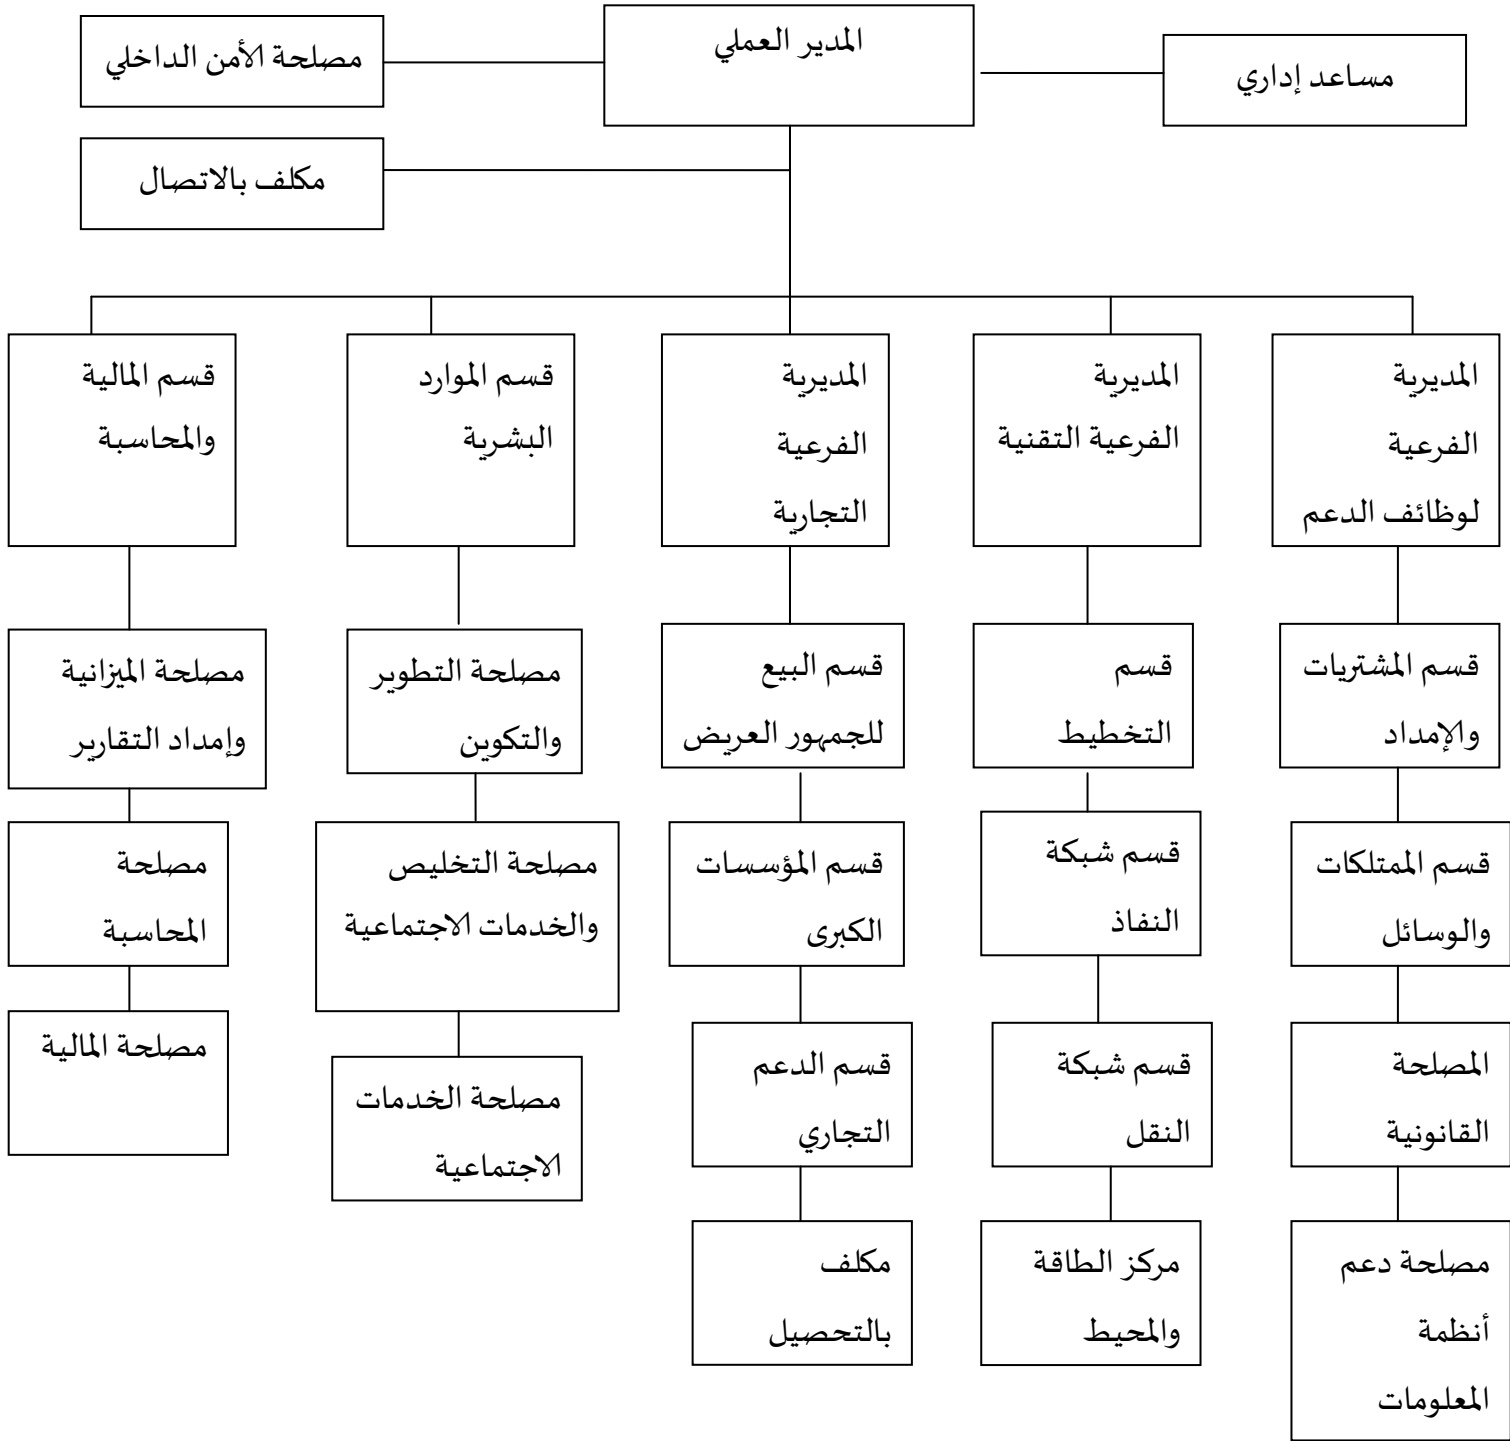 المدير العملي
مساعد إداري
مصلحة الأمن الداخلي
مكلف بالاتصال
المديرية
الفرعية
لوظائف الدعم
المديرية
الفرعية التقنية
المديرية
الفرعية
التجارية
قسم الموارد
البشرية
قسم المالية
والمحاسبة
قسم المشتريات
والإمداد
قسم
التخطيط
قسم البيع
للجمهور العريض
مصلحة التطوير
والتكوين
مصلحة الميزانية
وإمداد التقارير
قسم الممتلكات
والوسائل
قسم شبكة
النفاذ
قسم المؤسسات
الكبرى
مصلحة التخليص
والخدمات الاجتماعية
مصلحة
المحاسبة
المصلحة
القانونية
قسم شبكة
النقل
قسم الدعم
التجاري
مصلحة الخدمات
الاجتماعية
مصلحة المالية
مصلحة دعم
أنظمة
المعلومات
مركز الطاقة
والمحيط
مكلف
بالتحصيل